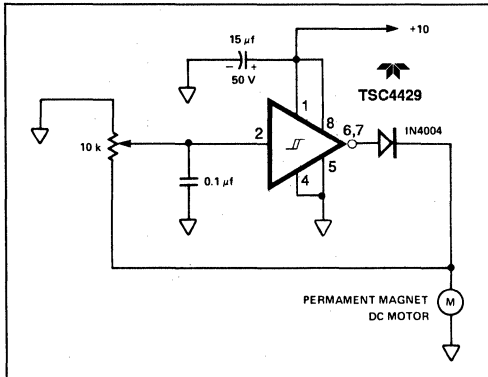 15 µf
+10
− +
50 V
TSC4429
1
8
2
6,7
IN4004
10 k
4
5
0.1 µf
PERMAMENT MAGNET
M
DC MOTOR